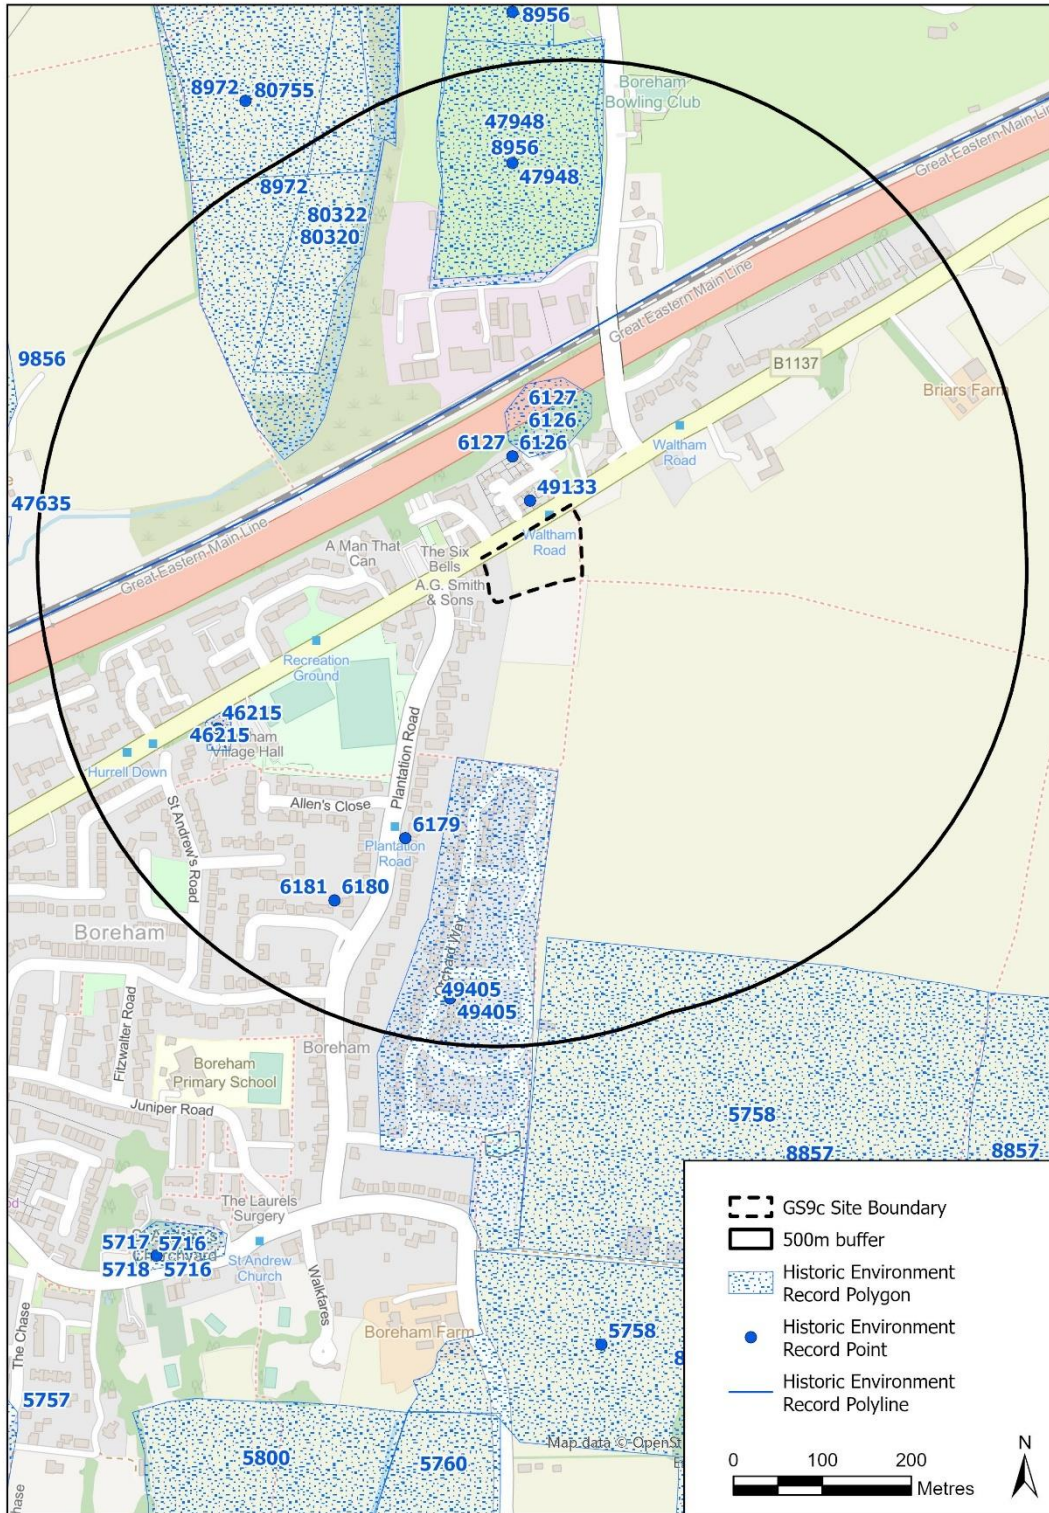 8956
8972 80755
Boreham
Bowling Club
47948
8956
47948
Great Eastern Main Line
8972
80322
80320
Great Eastern Main Line
9856
B1137
Briars Farm
6127
6126
6127 6126
Waltham
Road
47635
49133
Waltham
Road
Great Eastern Main Line
A Man That
Can
The Six
Bells
A.G. Smith
& Sons
Recreation
Ground
46215
46215
Village Hall
Hurrell Down
Plantation Road
St Andrew's Road
Allen's Close
6179
Plantation
Road
6181 6180
Boreham
Way
49405
49405
Fitzwalter Road
Boreham
Boreham
Primary School
Juniper Road
5758
8857
8857
The Laurels
Surgery
5717 5716
Churchyard
5718 5716
St Andrew
Church
Walkfares
The Chase
Boreham Farm
5758
5757
5800
5760
Map data © OpenSt
GS9c Site Boundary
500m buffer
Historic Environment
Record Polygon
Historic Environment
Record Point
Historic Environment
Record Polyline
0 100 200
Metres
N